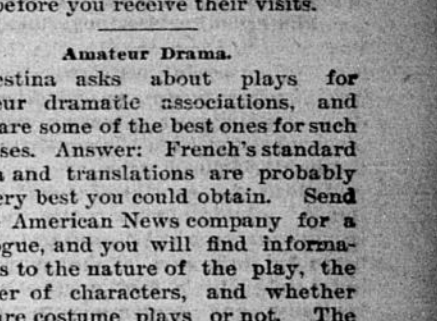 before you receive their visits.
Amateur Drama.
estina asks about plays for
eur dramatic associations, and
are some of the best ones for such
ses. Answer: French's standard
and translations are probably
ery best you could obtain. Send
American News company for a
ogue, and you will find informa-
s to the nature of the play, the
er of characters, and whether
are costume plays or not. The